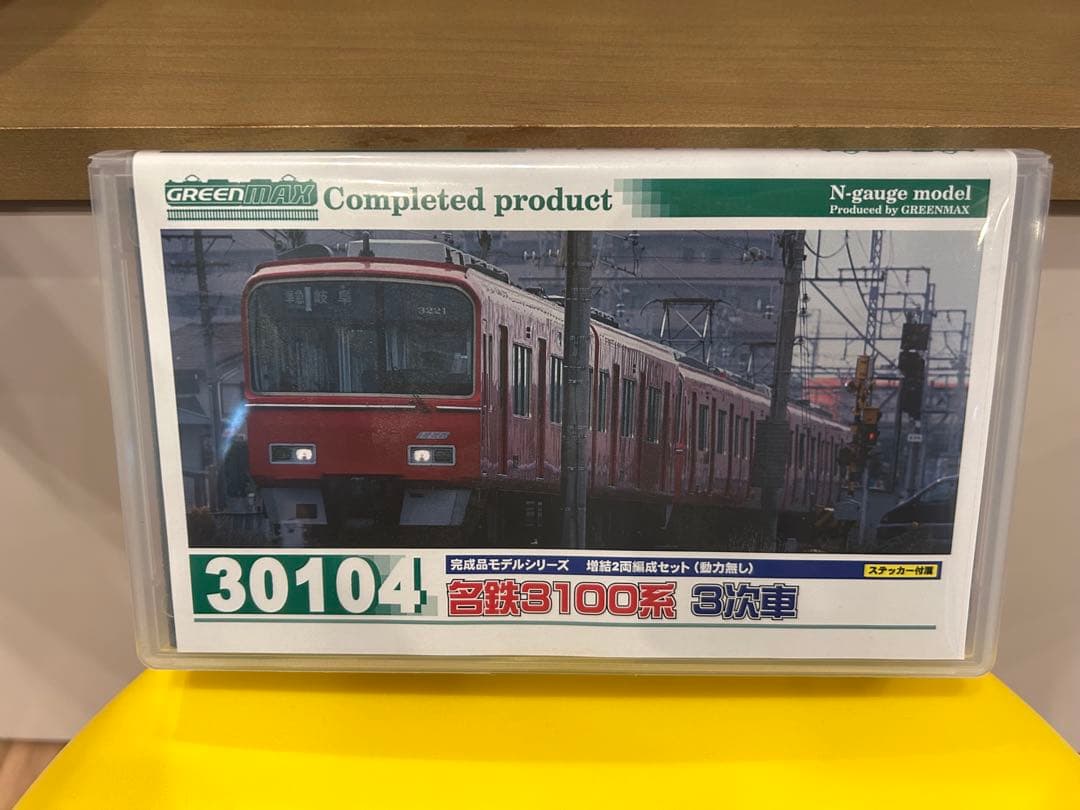 GREENMAX Completed product
N-gauge model
Produced by GREENMAX
準急 岐阜
3221
30104
完成品モデルシリーズ 増結2両編成セット(動力無し)
ステッカー付属
名鉄3100系 3次車